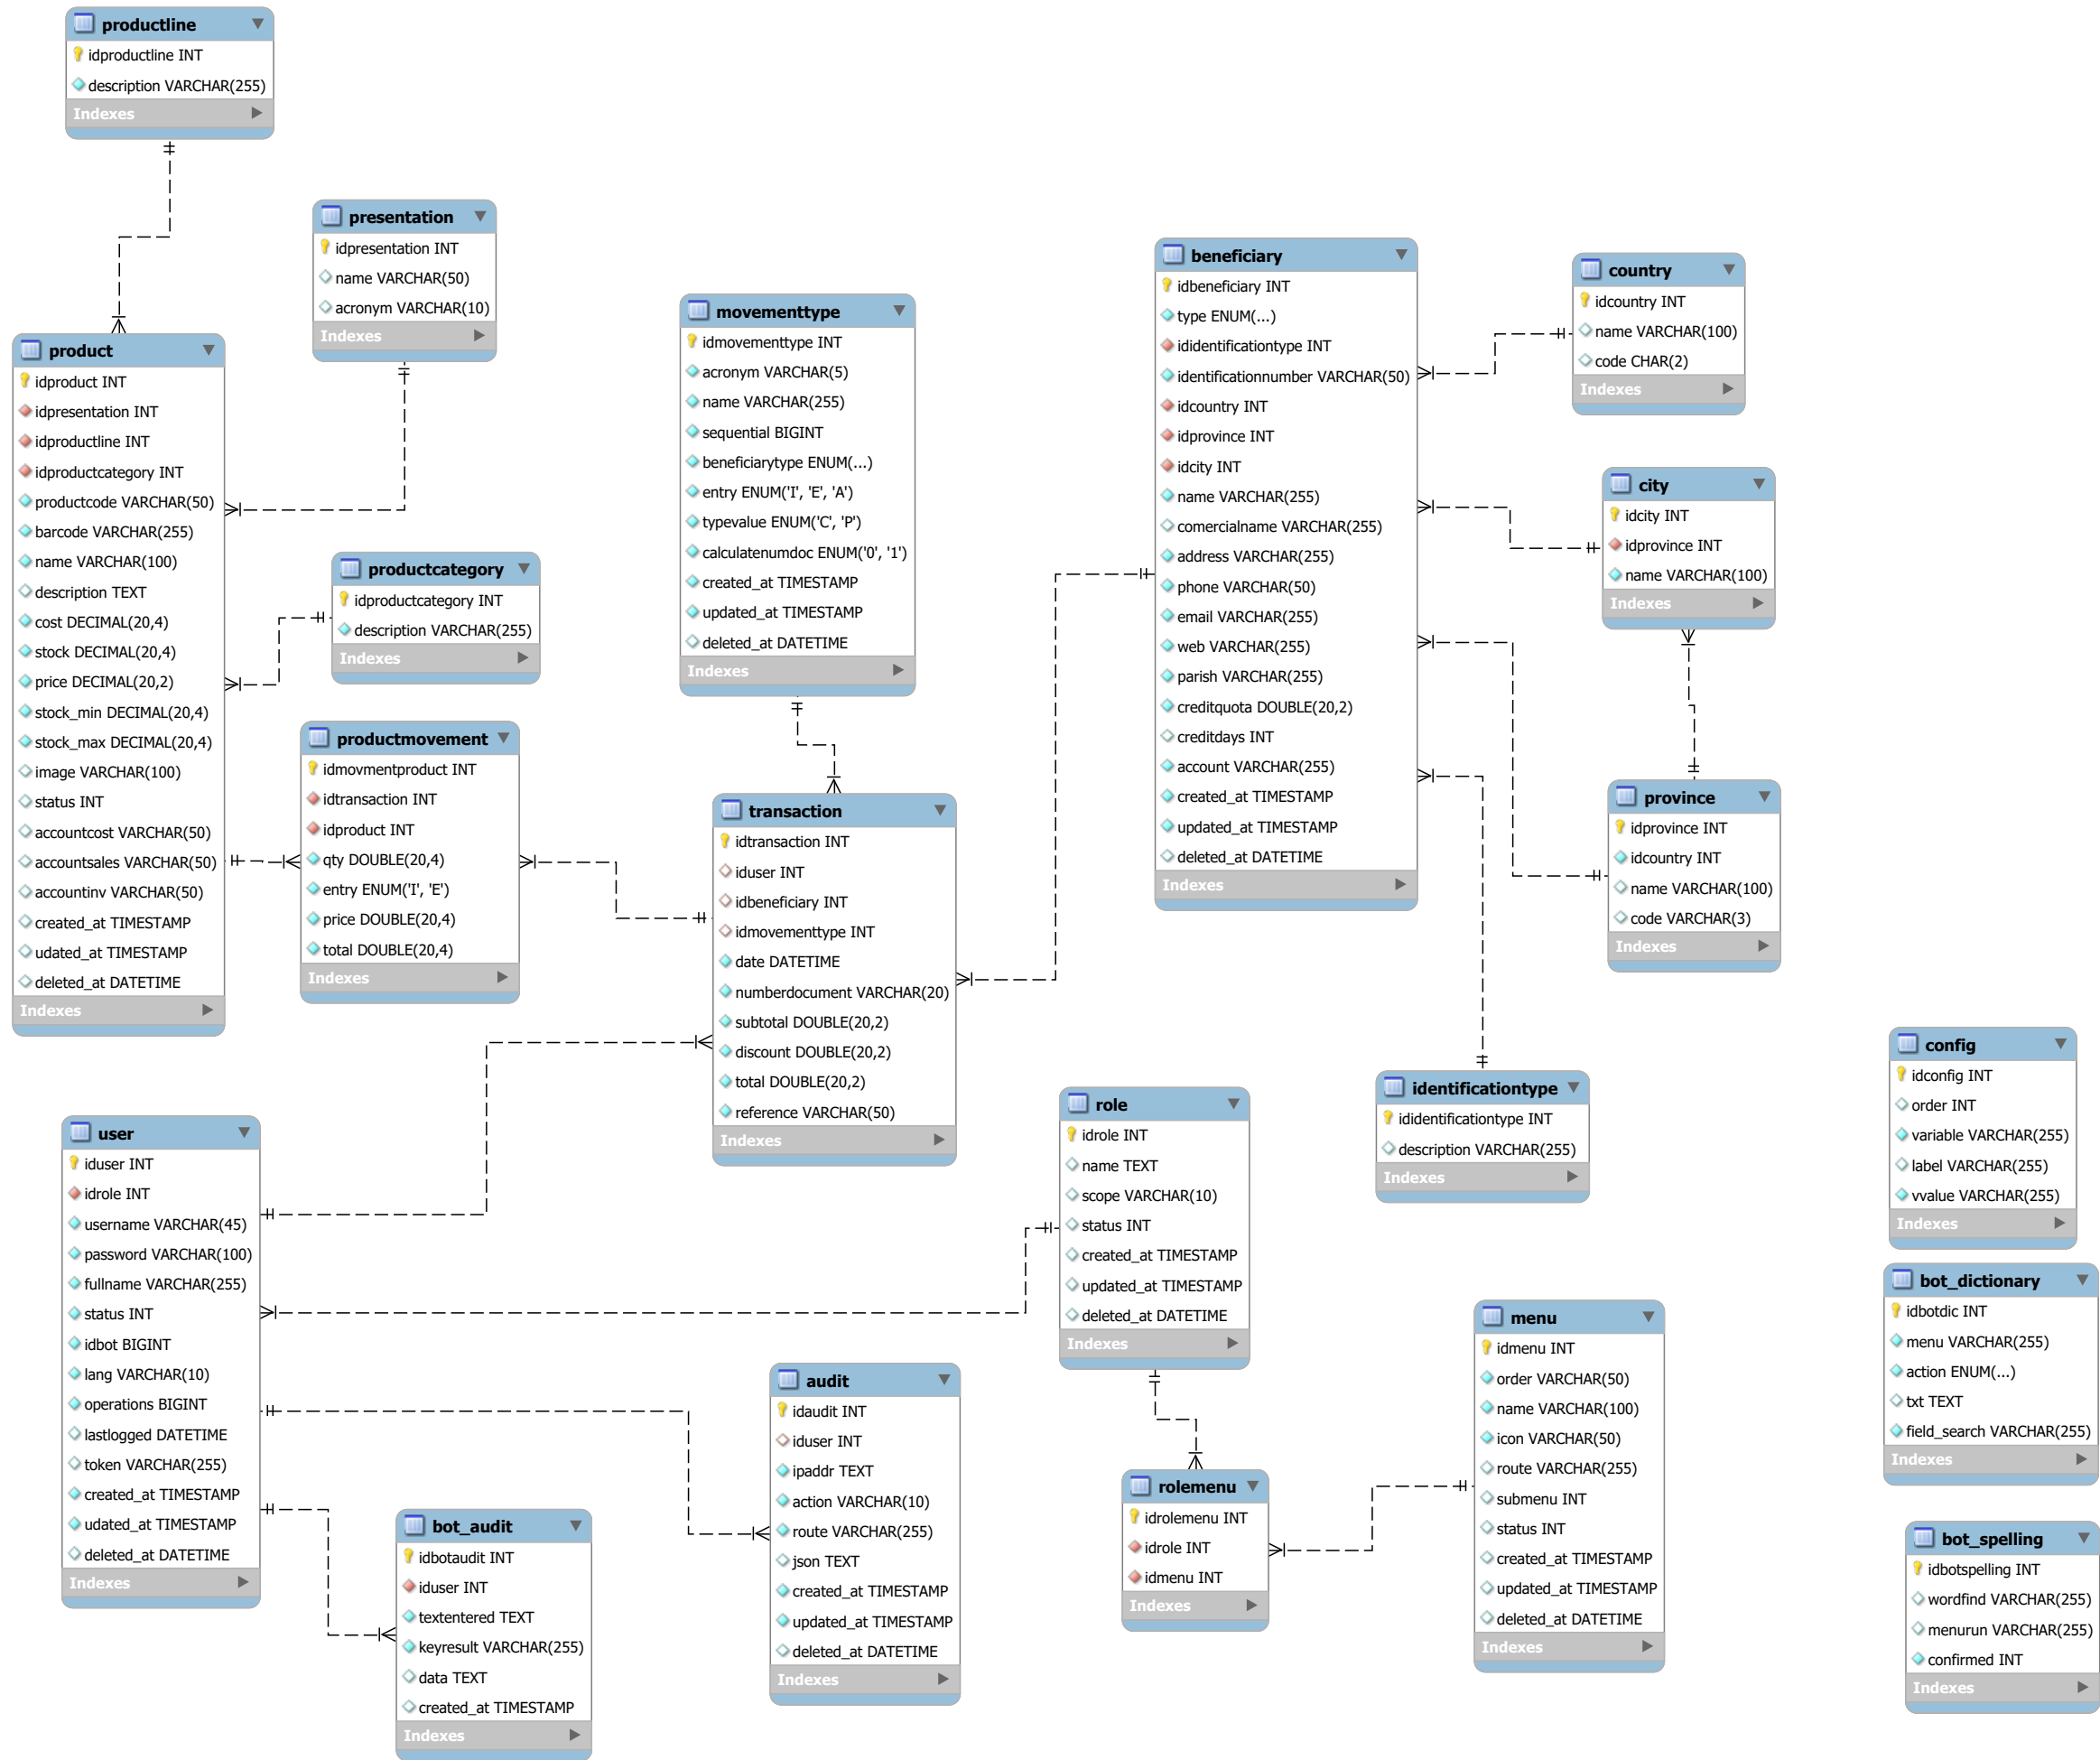 productline
idproductline INT
description VARCHAR(255)
Indexes
presentation
idpresentation INT
name VARCHAR(50)
acronym VARCHAR(10)
Indexes
product
idproduct INT
idpresentation INT
idproductline INT
idproductcategory INT
productcode VARCHAR(50)
barcode VARCHAR(255)
name VARCHAR(100)
description TEXT
cost DECIMAL(20,4)
stock DECIMAL(20,4)
price DECIMAL(20,2)
stock_min DECIMAL(20,4)
stock_max DECIMAL(20,4)
image VARCHAR(100)
status INT
accountcost VARCHAR(50)
accountsales VARCHAR(50)
accountinv VARCHAR(50)
created_at TIMESTAMP
udated_at TIMESTAMP
deleted_at DATETIME
Indexes
productcategory
idproductcategory INT
description VARCHAR(255)
Indexes
productmovement
idmovmentproduct INT
idtransaction INT
idproduct INT
qty DOUBLE(20,4)
entry ENUM('I', 'E')
price DOUBLE(20,4)
total DOUBLE(20,4)
Indexes
movementtype
idmovementtype INT
acronym VARCHAR(5)
name VARCHAR(255)
sequential BIGINT
beneficiarytype ENUM(...)
entry ENUM('I', 'E', 'A')
typevalue ENUM('C', 'P')
calculatenumdoc ENUM('0', '1')
created_at TIMESTAMP
updated_at TIMESTAMP
deleted_at DATETIME
Indexes
transaction
idtransaction INT
iduser INT
idbeneficiary INT
idmovementtype INT
date DATETIME
numberdocument VARCHAR(20)
subtotal DOUBLE(20,2)
discount DOUBLE(20,2)
total DOUBLE(20,2)
reference VARCHAR(50)
Indexes
beneficiary
idbeneficiary INT
type ENUM(...)
ididentificationtype INT
identificationnumber VARCHAR(50)
idcountry INT
idprovince INT
idcity INT
name VARCHAR(255)
comercialname VARCHAR(255)
address VARCHAR(255)
phone VARCHAR(50)
email VARCHAR(255)
web VARCHAR(255)
parish VARCHAR(255)
creditquota DOUBLE(20,2)
creditdays INT
account VARCHAR(255)
created_at TIMESTAMP
updated_at TIMESTAMP
deleted_at DATETIME
Indexes
country
idcountry INT
name VARCHAR(100)
code CHAR(2)
Indexes
city
idcity INT
idprovince INT
name VARCHAR(100)
Indexes
province
idprovince INT
idcountry INT
name VARCHAR(100)
code VARCHAR(3)
Indexes
identificationtype
ididentificationtype INT
description VARCHAR(255)
Indexes
user
iduser INT
idrole INT
username VARCHAR(45)
password VARCHAR(100)
fullname VARCHAR(255)
status INT
idbot BIGINT
lang VARCHAR(10)
operations BIGINT
lastlogged DATETIME
token VARCHAR(255)
created_at TIMESTAMP
udated_at TIMESTAMP
deleted_at DATETIME
Indexes
bot_audit
idbotaudit INT
iduser INT
textentered TEXT
keyresult VARCHAR(255)
data TEXT
created_at TIMESTAMP
Indexes
audit
idaudit INT
iduser INT
ipaddr TEXT
action VARCHAR(10)
route VARCHAR(255)
json TEXT
created_at TIMESTAMP
updated_at TIMESTAMP
deleted_at DATETIME
Indexes
role
idrole INT
name TEXT
scope VARCHAR(10)
status INT
created_at TIMESTAMP
updated_at TIMESTAMP
deleted_at DATETIME
Indexes
rolemenu
idrolemenu INT
idrole INT
idmenu INT
Indexes
menu
idmenu INT
order VARCHAR(50)
name VARCHAR(100)
icon VARCHAR(50)
route VARCHAR(255)
submenu INT
status INT
created_at TIMESTAMP
updated_at TIMESTAMP
deleted_at DATETIME
Indexes
config
idconfig INT
order INT
variable VARCHAR(255)
label VARCHAR(255)
vvalue VARCHAR(255)
Indexes
bot_dictionary
idbotdic INT
menu VARCHAR(255)
action ENUM(...)
txt TEXT
field_search VARCHAR(255)
Indexes
bot_spelling
idbotspelling INT
wordfind VARCHAR(255)
menurun VARCHAR(255)
confirmed INT
Indexes